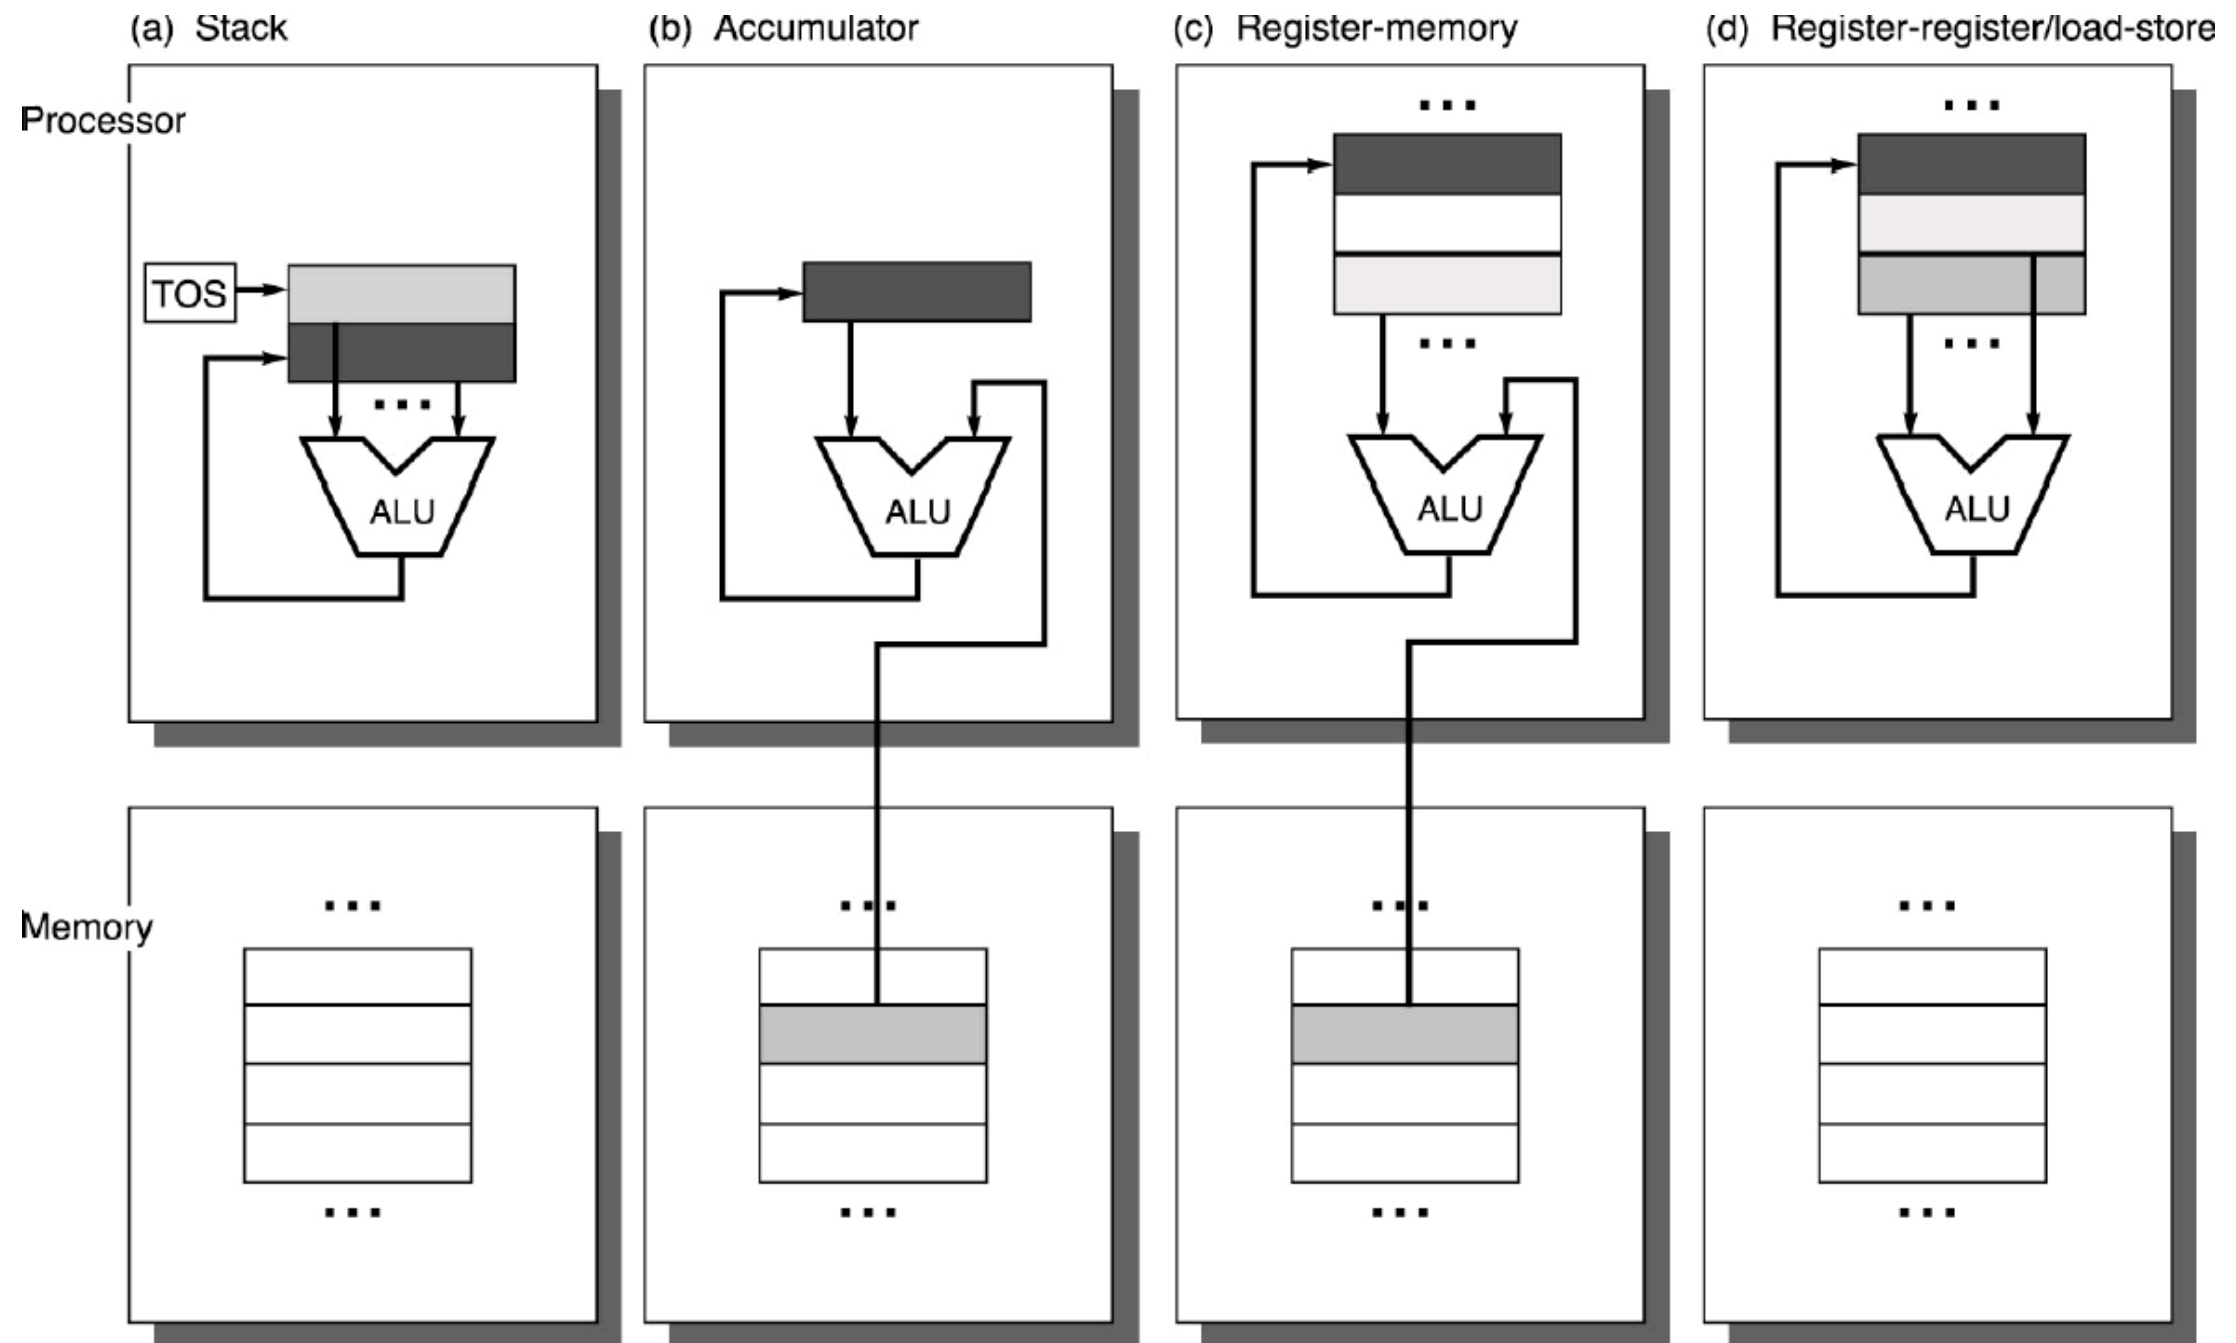 (a) Stack
(b) Accumulator
(c) Register-memory
(d) Register-register/load-store
Processor
TOS
...
...
...
...
...
ALU
ALU
ALU
ALU
Memory
...
...
...
...
...
...
...
...